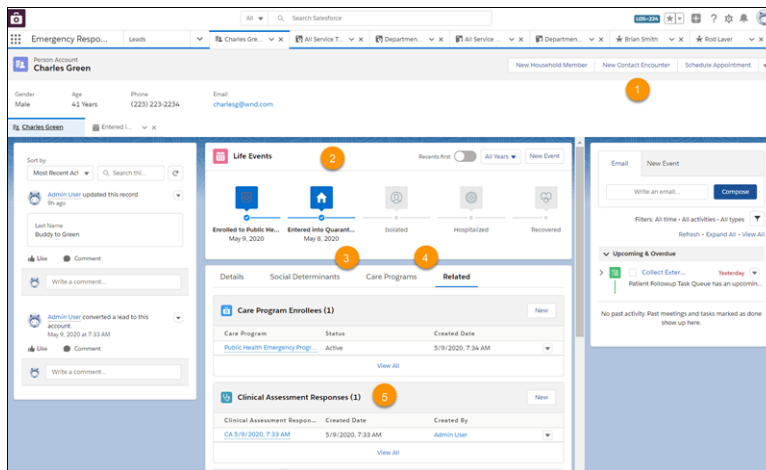 All
Search Salesforce
LOS-224
Emergency Respo...
Leads
Charles Gre...
All Service T...
Departmen...
All Service ...
Departmen...
Brian Smith
Rod Laver
Person Account
Charles Green
New Household Member
New Contact Encounter
Schedule Appointment
1
Gender
Male
Age
41 Years
Phone
(223) 223-2234
Email
charlesg@wnd.com
Charles Green
Entered i...
Sort by:
Most Recent Act
Search thi...
Admin User updated this record.
9h ago
Last Name
Buddy to Green
Like
Comment
Write a comment...
Admin User converted a lead to this
account.
May 9, 2020 at 7:33 AM
Like
Comment
Write a comment...
Life Events
2
Recents first
All Years
New Event
Enrolled to Public He...
May 9, 2020
Entered into Quarant...
May 8, 2020
Isolated
Hospitalized
Recovered
3
4
Details
Social Determinants
Care Programs
Related
Care Program Enrollees (1)
New
Care Program
Status
Created Date
Public Health Emergency Progr...
Active
5/9/2020, 7:34 AM
View All
Clinical Assessment Responses (1)
5
New
Clinical Assessment Respon...
Created Date
Created By
CA 5/9/2020, 7:33 AM
5/9/2020, 7:33 AM
Admin User
View All
Email
New Event
Write an email...
Compose
Filters: All time • All activities • All types
Refresh • Expand All • View All
Upcoming & Overdue
Collect Exter...
Yesterday
Patient Followup Task Queue has an upcomin...
No past activity. Past meetings and tasks marked as done
show up here.